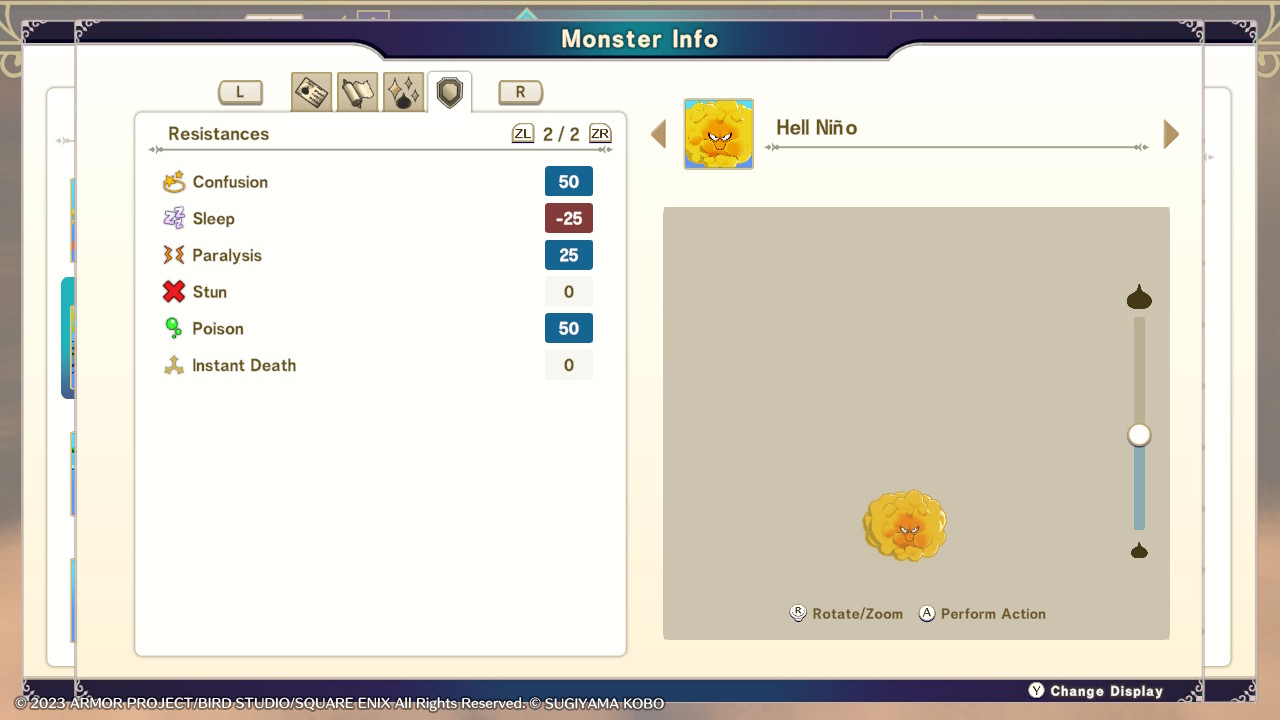 Monster Info
L
R
Resistances
ZL 2 / 2 ZR
Hell Niño
Confusion 50
Sleep -25
Paralysis 25
Stun 0
Poison 50
Instant Death 0
R Rotate/Zoom A Perform Action
Y Change Display
© 2023 ARMOR PROJECT/BIRD STUDIO/SQUARE ENIX All Rights Reserved. © SUGIYAMA KOBO